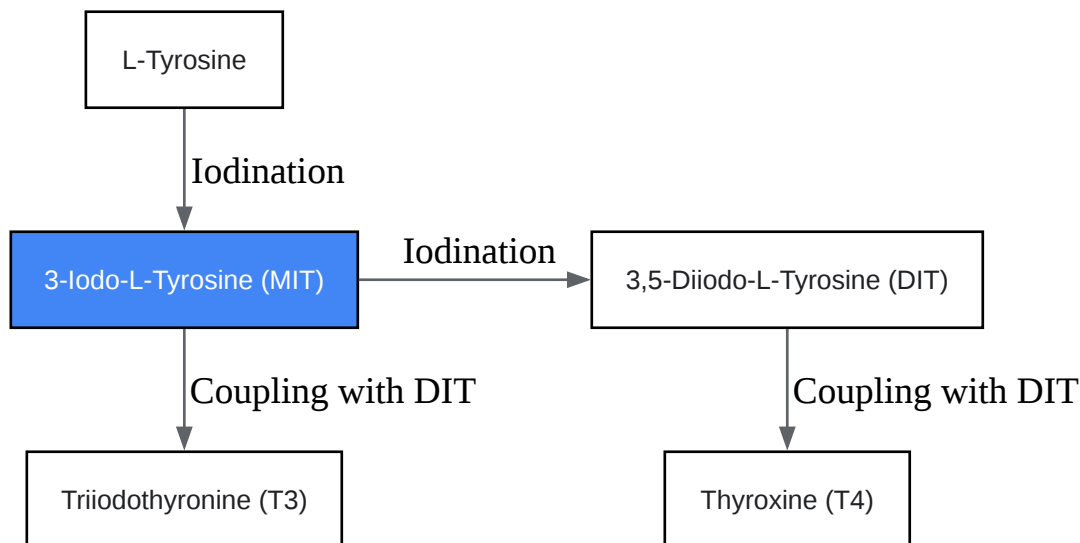 L-Tyrosine
Iodination
3-Iodo-L-Tyrosine (MIT)
Iodination
3,5-Diiodo-L-Tyrosine (DIT)
Coupling with DIT
Coupling with DIT
Triiodothyronine (T3)
Thyroxine (T4)